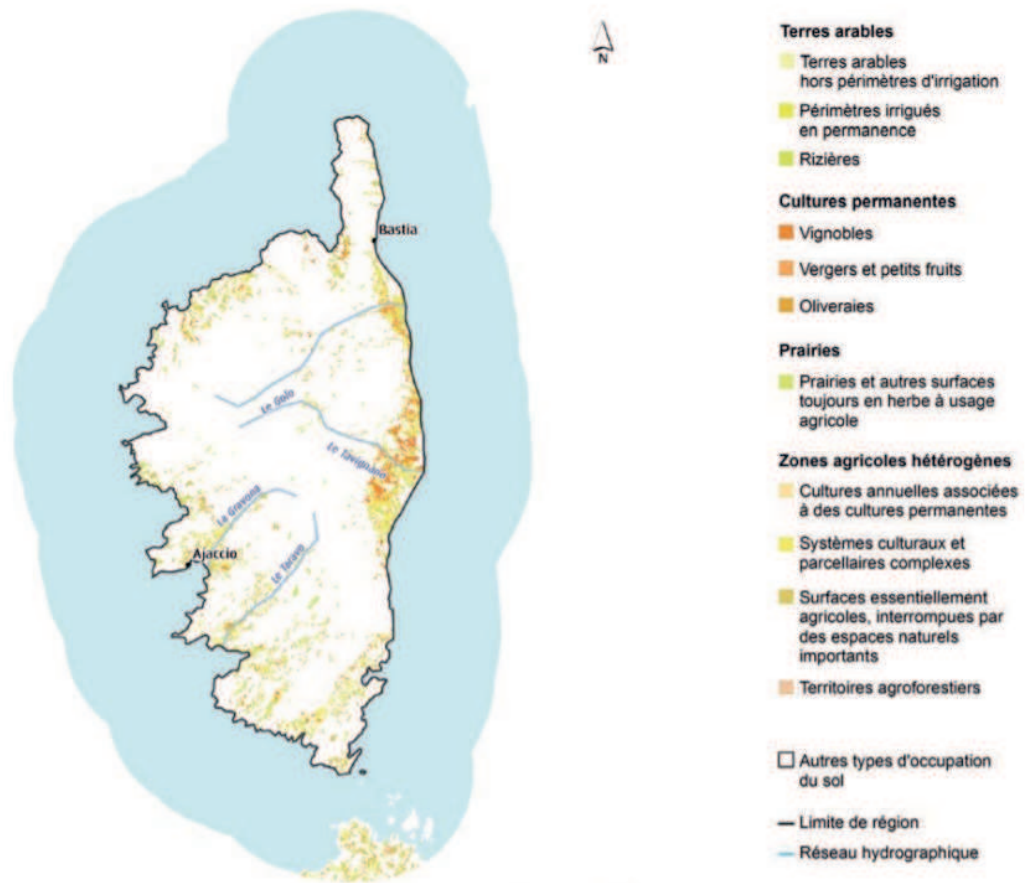 N
Bastia
Le Golo
Le Tavignano
La Gravona
Ajaccio
Le Taravo
Terres arables
Terres arables
hors périmètres d'irrigation
Périmètres irrigués
en permanence
Rizières
Cultures permanentes
Vignobles
Vergers et petits fruits
Oliveraies
Prairies
Prairies et autres surfaces
toujours en herbe à usage
agricole
Zones agricoles hétérogènes
Cultures annuelles associées
à des cultures permanentes
Systèmes culturaux et
parcellaires complexes
Surfaces essentiellement
agricoles, interrompues par
des espaces naturels
importants
Territoires agroforestiers
Autres types d'occupation
du sol
Limite de région
Réseau hydrographique